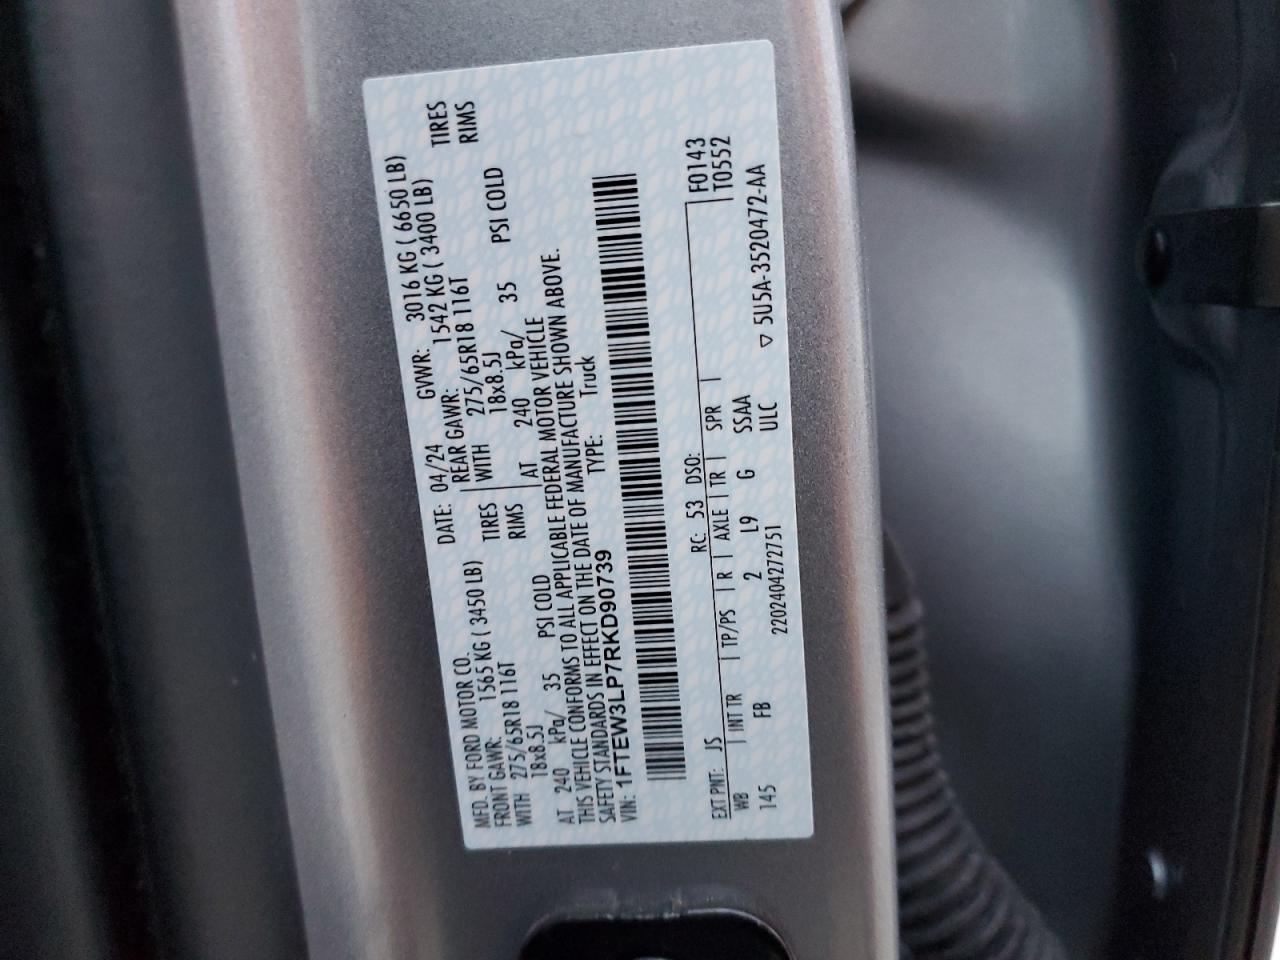 MFD. BY FORD MOTOR CO. DATE: 04/24 GVWR: 3016 KG ( 6650 LB)
FRONT GAWR: 1565 KG ( 3450 LB) REAR GAWR: 1542 KG ( 3400 LB)
WITH 275/65R18 116T TIRES WITH 275/65R18 116T TIRES
18x8.5J RIMS 18x8.5J RIMS
AT 240 kPa/ 35 PSI COLD AT 240 kPa/ 35 PSI COLD
THIS VEHICLE CONFORMS TO ALL APPLICABLE FEDERAL MOTOR VEHICLE
SAFETY STANDARDS IN EFFECT ON THE DATE OF MANUFACTURE SHOWN ABOVE.
VIN: 1FTEW3LP7RKD90739 TYPE: Truck
F0143
T0552
EXT PNT: JS RC: 53 DSO:
WB INT TR TP/PS R AXLE TR SPR
145 FB 2 L9 G SSAA
ULC
220240427 2751 ▽ 5U5A-3520472-AA